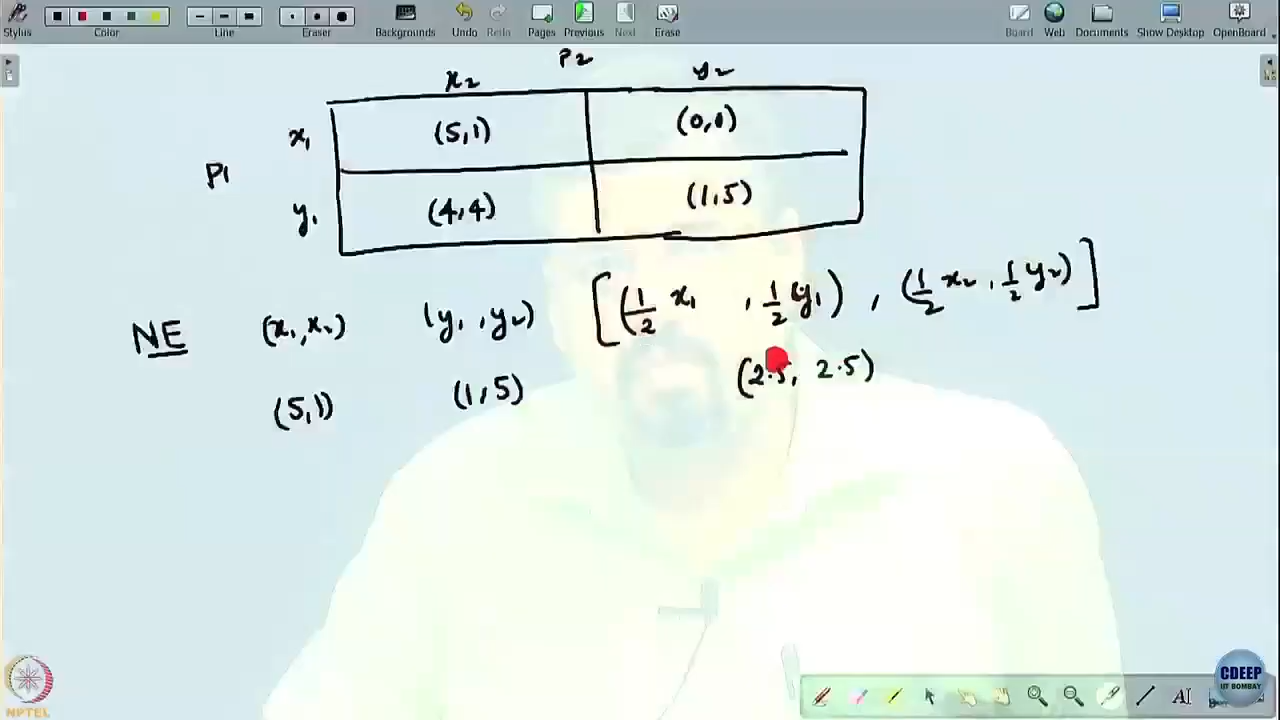 Stylus Color Line Eraser Backgrounds Undo Redo Pages Previous Next Erase Board Web Documents Show Desktop OpenBoard
P2
x₂ y₂
x₁ (5,1) (0,0)
P1
y₁ (4,4) (1,5)
NE (x₁,x₂) (y₁,y₂) [(1/2 x₁, 1/2 (y₁), (1/2 x₂, 1/2 y₂)]
(5,1) (1,5) (2.5, 2.5)
NPTEL
CDEEP
IIT BOMBAY